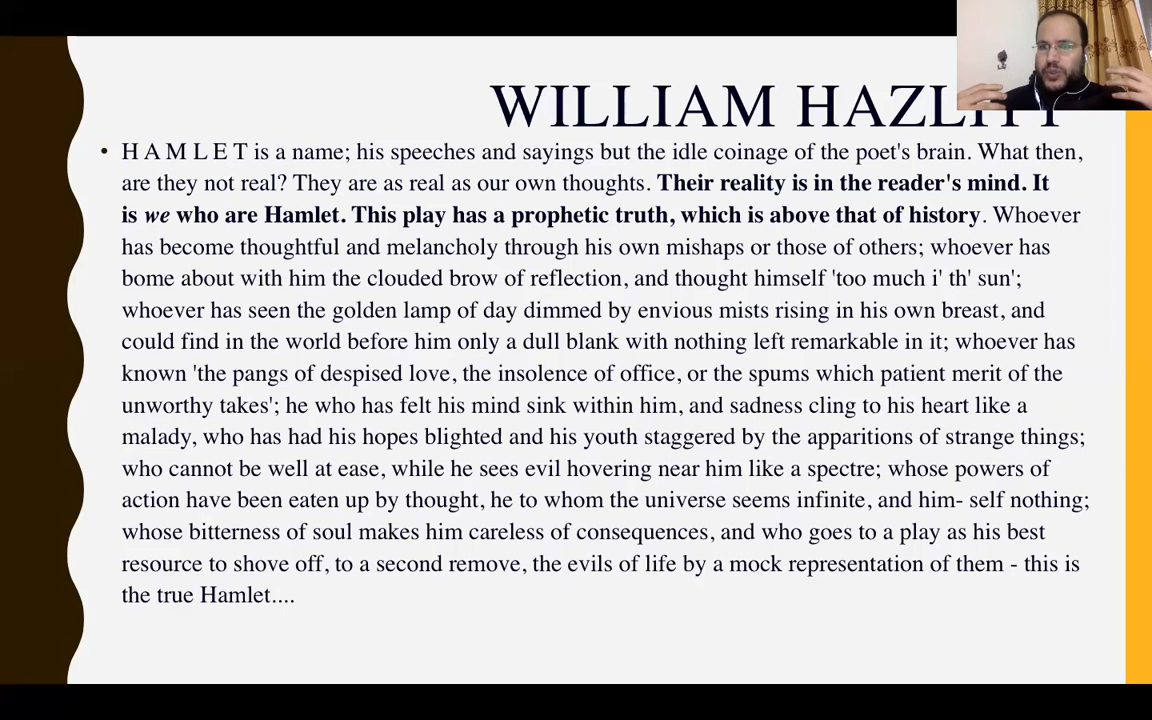 WILLIAM HAZLITT
• H A M L E T is a name; his speeches and sayings but the idle coinage of the poet's brain. What then,
are they not real? They are as real as our own thoughts. Their reality is in the reader's mind. It
is we who are Hamlet. This play has a prophetic truth, which is above that of history. Whoever
has become thoughtful and melancholy through his own mishaps or those of others; whoever has
bome about with him the clouded brow of reflection, and thought himself 'too much i' th' sun';
whoever has seen the golden lamp of day dimmed by envious mists rising in his own breast, and
could find in the world before him only a dull blank with nothing left remarkable in it; whoever has
known 'the pangs of despised love, the insolence of office, or the spums which patient merit of the
unworthy takes'; he who has felt his mind sink within him, and sadness cling to his heart like a
malady, who has had his hopes blighted and his youth staggered by the apparitions of strange things;
who cannot be well at ease, while he sees evil hovering near him like a spectre; whose powers of
action have been eaten up by thought, he to whom the universe seems infinite, and him- self nothing;
whose bitterness of soul makes him careless of consequences, and who goes to a play as his best
resource to shove off, to a second remove, the evils of life by a mock representation of them - this is
the true Hamlet....